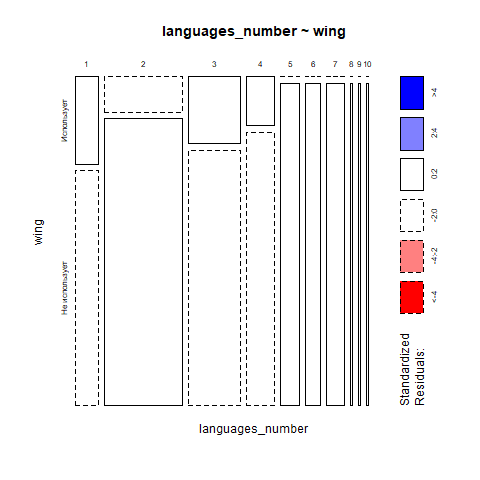 languages_number ~ wing
1 2 3 4 5 6 7 8 9 10
Использует
Не использует
wing
languages_number
Standardized
Residuals:
<-4
-4:-2
-2:0
0:2
2:4
>4